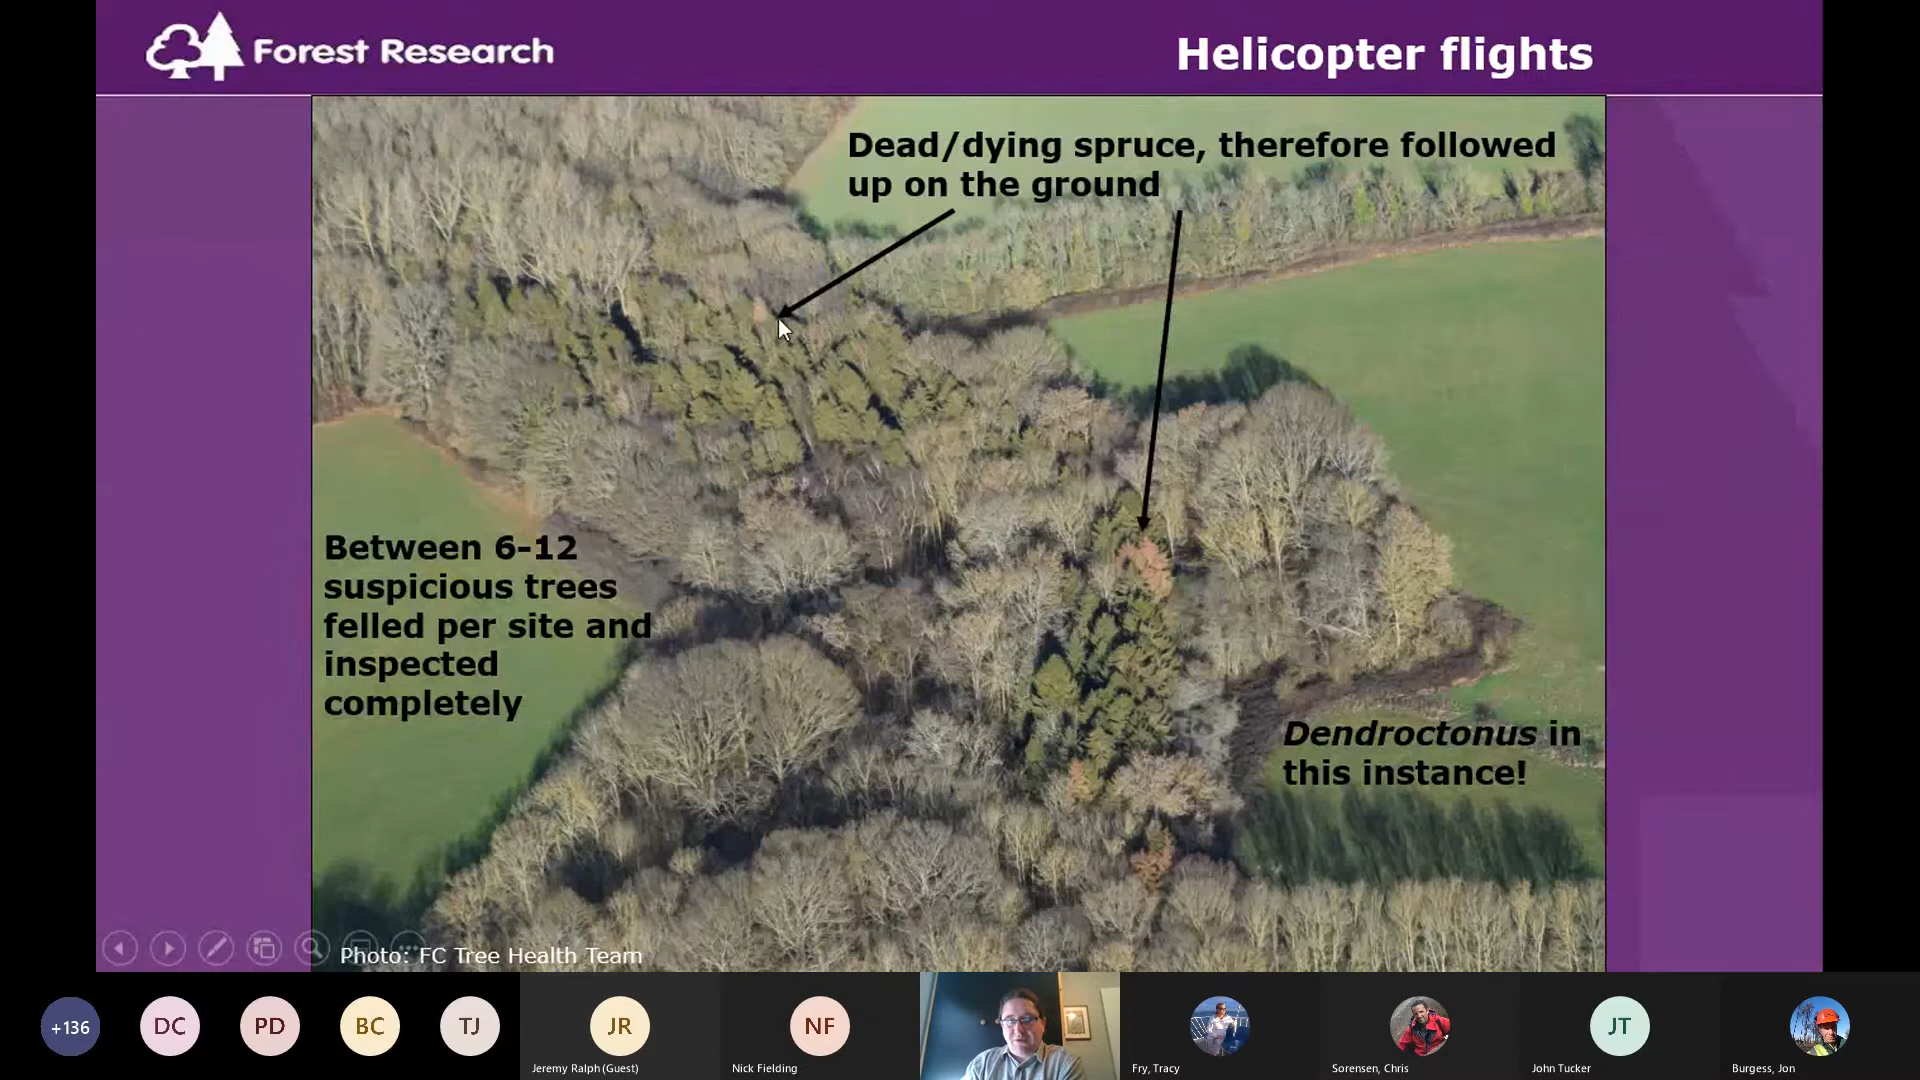 Forest Research
Helicopter flights
Dead/dying spruce, therefore followed
up on the ground
Between 6-12
suspicious trees
felled per site and
inspected
completely
Dendroctonus in
this instance!
Photo: FC Tree Health Team
+136
DC
PD
BC
TJ
JR
NF
JT
Jeremy Ralph (Guest)
Nick Fielding
Fry, Tracy
Sorensen, Chris
John Tucker
Burgess, Jon